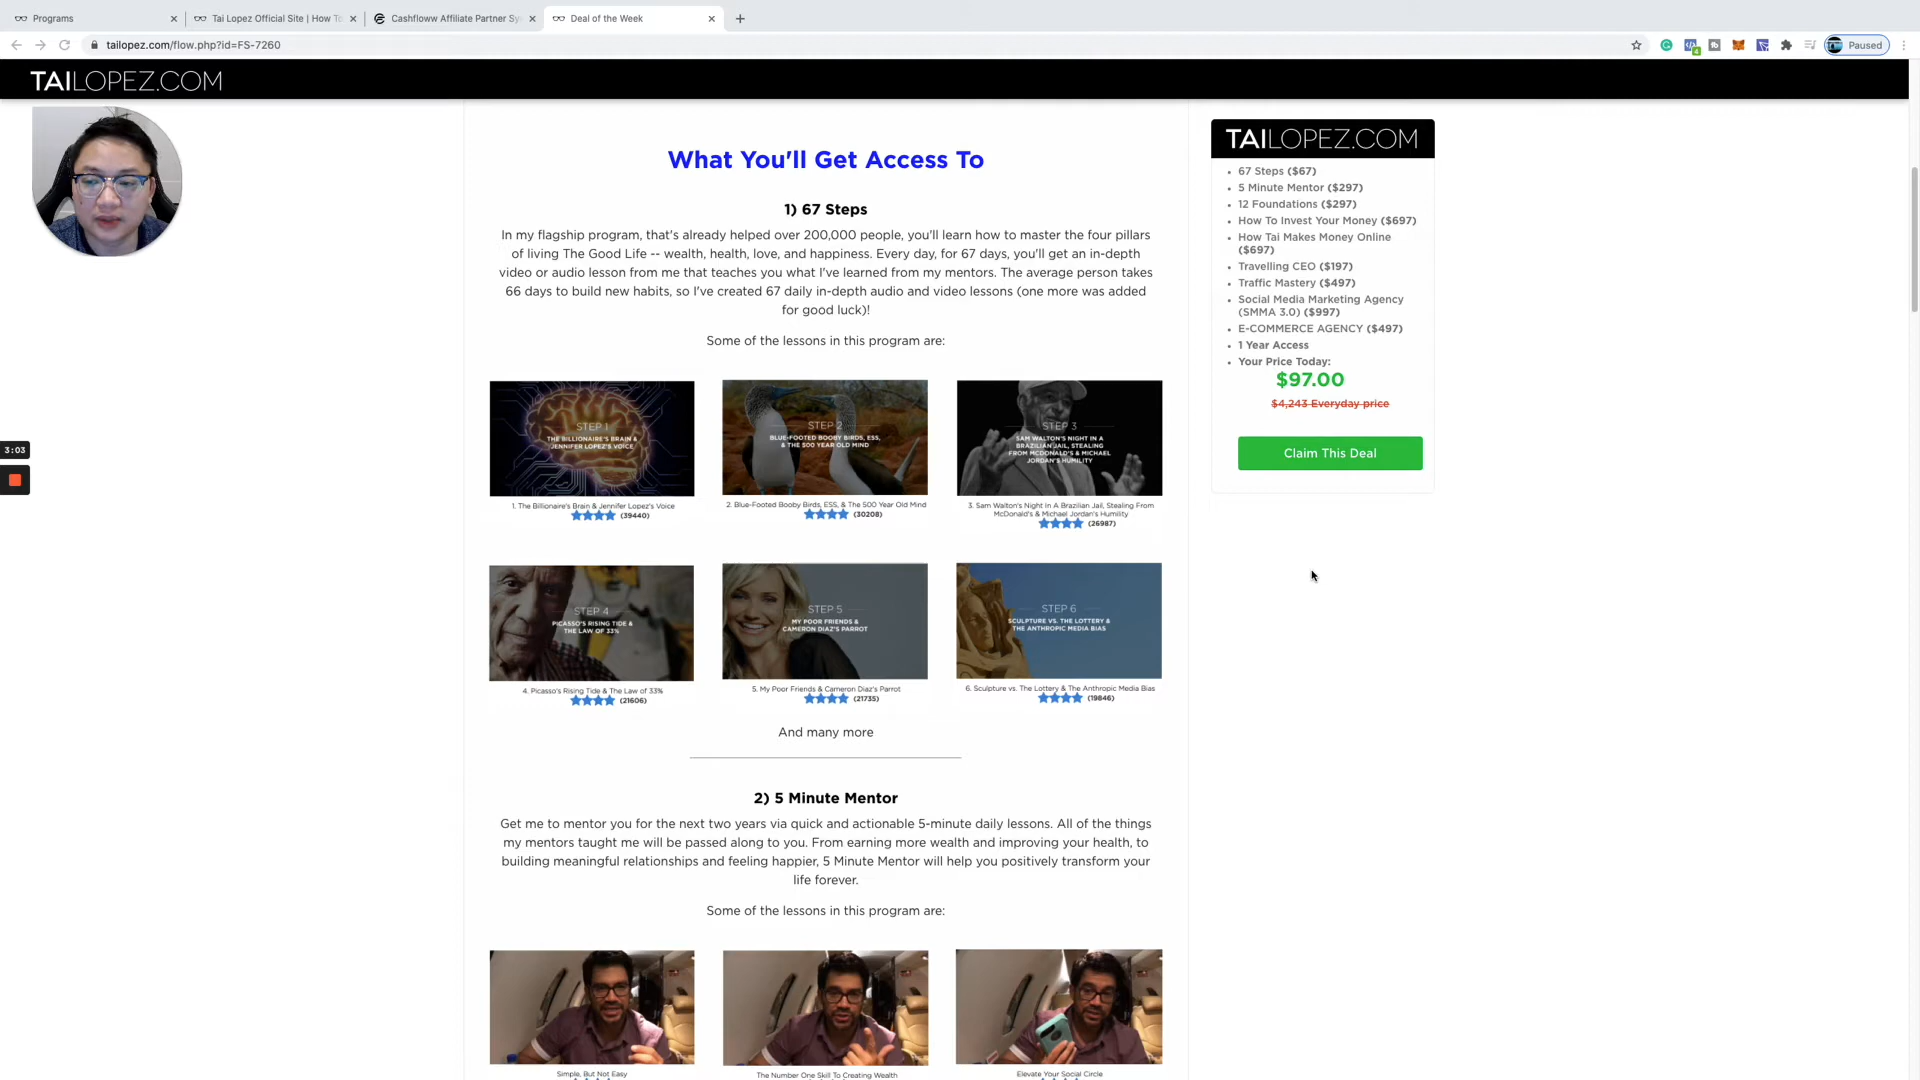 Programs
Tai Lopez Official Site | How To
Cashfloww Affiliate Partner Sy
Deal of the Week
tailopez.com/flow.php?id=FS-7260
4
Paused
TAILOPEZ.COM
3:03
What You'll Get Access To
1) 67 Steps
In my flagship program, that's already helped over 200,000 people, you'll learn how to master the four pillars
of living The Good Life -- wealth, health, love, and happiness. Every day, for 67 days, you'll get an in-depth
video or audio lesson from me that teaches you what I've learned from my mentors. The average person takes
66 days to build new habits, so I've created 67 daily in-depth audio and video lessons (one more was added
for good luck)!
Some of the lessons in this program are:
STEP 1
THE BILLIONAIRE'S BRAIN &
JENNIFER LOPEZ'S VOICE
STEP 2
BLUE-FOOTED BOOBY BIRDS, ESS,
& THE 500 YEAR OLD MIND
STEP 3
SAM WALTON'S NIGHT IN A
BRAZILIAN JAIL, STEALING
FROM MCDONALD'S & MICHAEL
JORDAN'S HUMILITY
1. The Billionaire's Brain & Jennifer Lopez's Voice
(39440)
2. Blue-Footed Booby Birds, ESS, & The 500 Year Old Mind
(30208)
3. Sam Walton's Night In A Brazilian Jail, Stealing From
McDonald's & Michael Jordan's Humility
(26987)
STEP 4
PICASSO'S RISING TIDE &
THE LAW OF 33%
STEP 5
MY POOR FRIENDS &
CAMERON DIAZ'S PARROT
STEP 6
SCULPTURE VS. THE LOTTERY &
THE ANTHROPIC MEDIA BIAS
4. Picasso's Rising Tide & The Law of 33%
(21606)
5. My Poor Friends & Cameron Diaz's Parrot
(21735)
6. Sculpture vs. The Lottery & The Anthropic Media Bias
(19846)
And many more
2) 5 Minute Mentor
Get me to mentor you for the next two years via quick and actionable 5-minute daily lessons. All of the things
my mentors taught me will be passed along to you. From earning more wealth and improving your health, to
building meaningful relationships and feeling happier, 5 Minute Mentor will help you positively transform your
life forever.
Some of the lessons in this program are:
Simple, But Not Easy
The Number One Skill To Creating Wealth
Elevate Your Social Circle
TAILOPEZ.COM
67 Steps ($67)
5 Minute Mentor ($297)
12 Foundations ($297)
How To Invest Your Money ($697)
How Tai Makes Money Online
($697)
Travelling CEO ($197)
Traffic Mastery ($497)
Social Media Marketing Agency
(SMMA 3.0) ($997)
E-COMMERCE AGENCY ($497)
1 Year Access
Your Price Today:
$97.00
$4,243 Everyday price
Claim This Deal